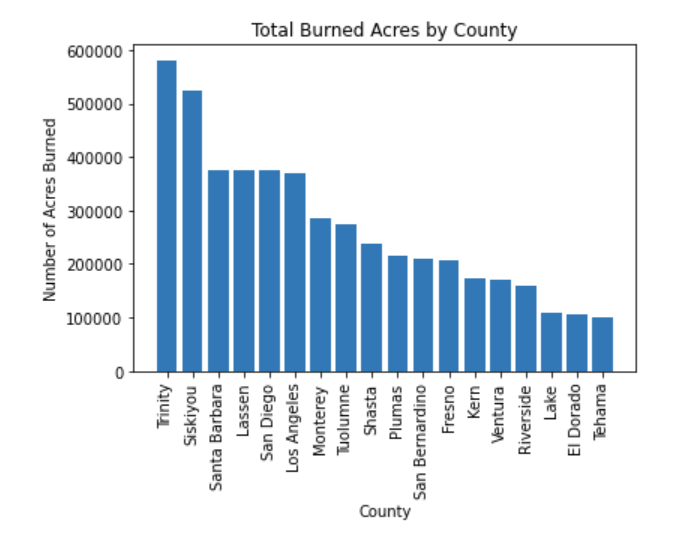 Total Burned Acres by County
Number of Acres Burned
600000
500000
400000
300000
200000
100000
0
Trinity
Siskiyou
Santa Barbara
Lassen
San Diego
Los Angeles
Monterey
Tuolumne
Shasta
Plumas
San Bernardino
Fresno
Kern
Ventura
Riverside
Lake
El Dorado
Tehama
County